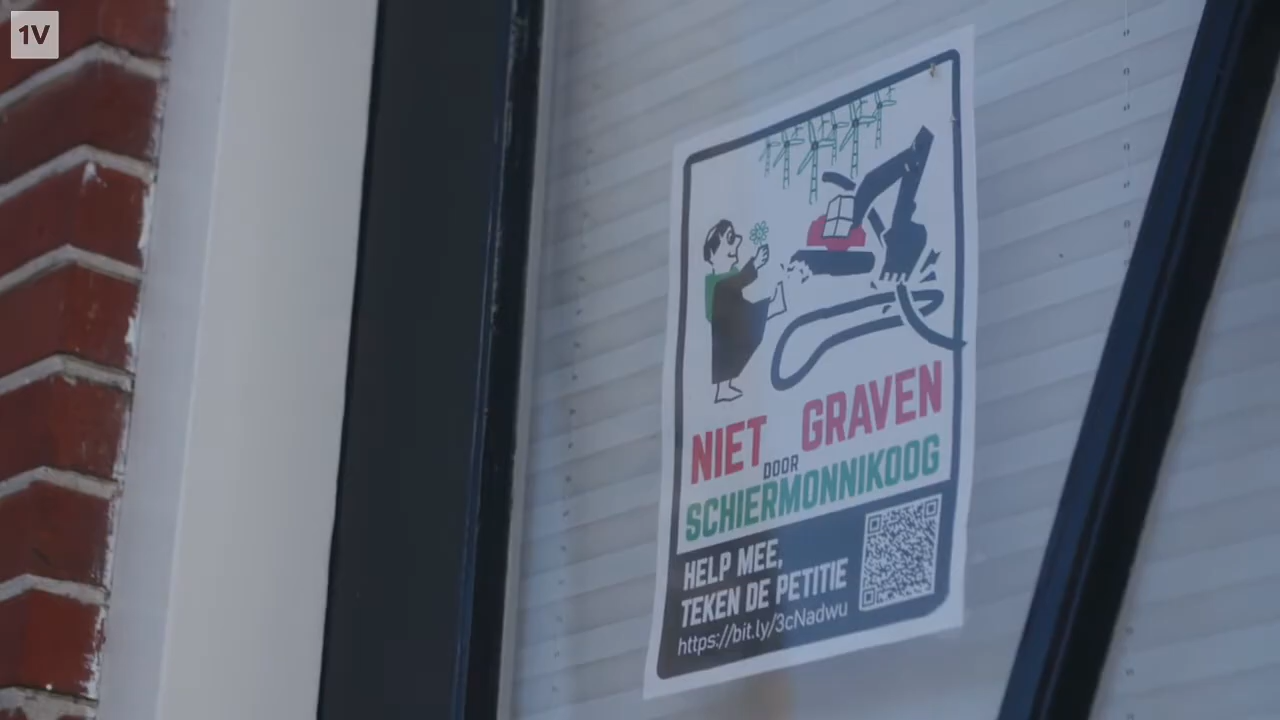 1V
NIET GRAVEN
DOOR
SCHIERMONNIKOOG
HELP MEE,
TEKEN DE PETITIE
https://bit.ly/3cNadwu